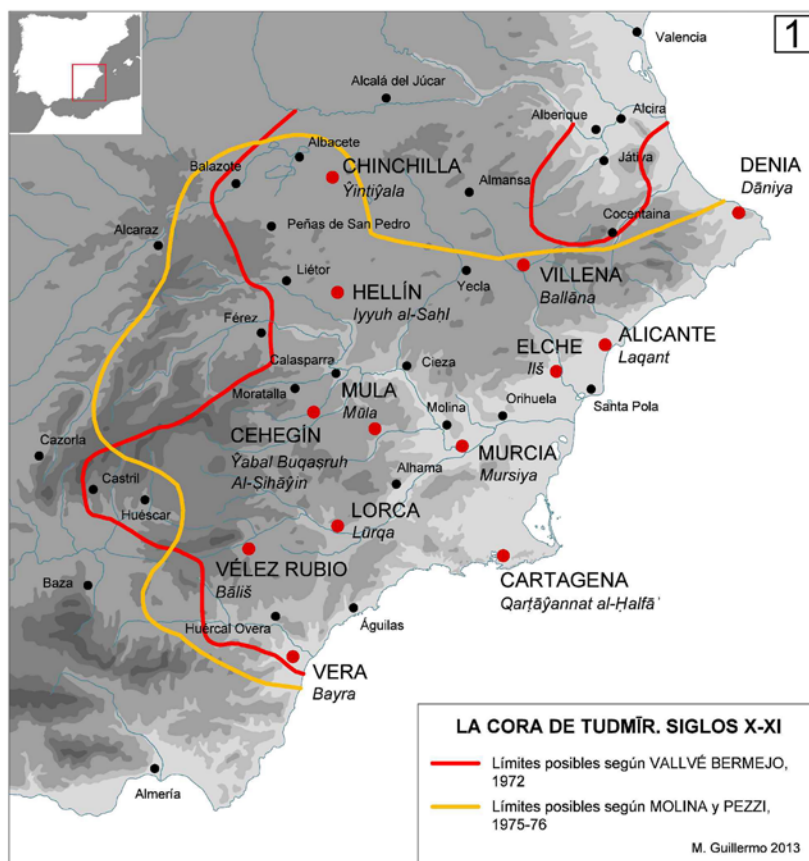 1
Valencia
Alcalá del Júcar
Alberique
Alcira
Albacete
Balazote
CHINCHILLA
Ŷintiŷala
Játiva
Almansa
DENIA
Dāniya
Peñas de San Pedro
Cocentaina
Alcaraz
Liétor
Yecla
VILLENA
Ballāna
HELLÍN
Iyyuh al-Saḥl
Férez
ALICANTE
Laqant
ELCHE
Ilš
Calasparra
Cieza
Moratalla
MULA
Mūla
Santa Pola
Orihuela
Molina
CEHEGÍN
Ŷabal Buqaṣruh
Al-Sihāŷin
MURCIA
Mursiya
Cazorla
Castril
Alhama
Huéscar
LORCA
Lūrqa
VÉLEZ RUBIO
Bāliš
CARTAGENA
Qarṭāŷannat al-Ḥalfāʾ
Baza
Águilas
Huércal Overa
VERA
Bayra
Almería
LA CORA DE TUDMĪR. SIGLOS X-XI
Límites posibles según VALLVÉ BERMEJO,
1972
Límites posibles según MOLINA y PEZZI,
1975-76
M. Guillermo 2013